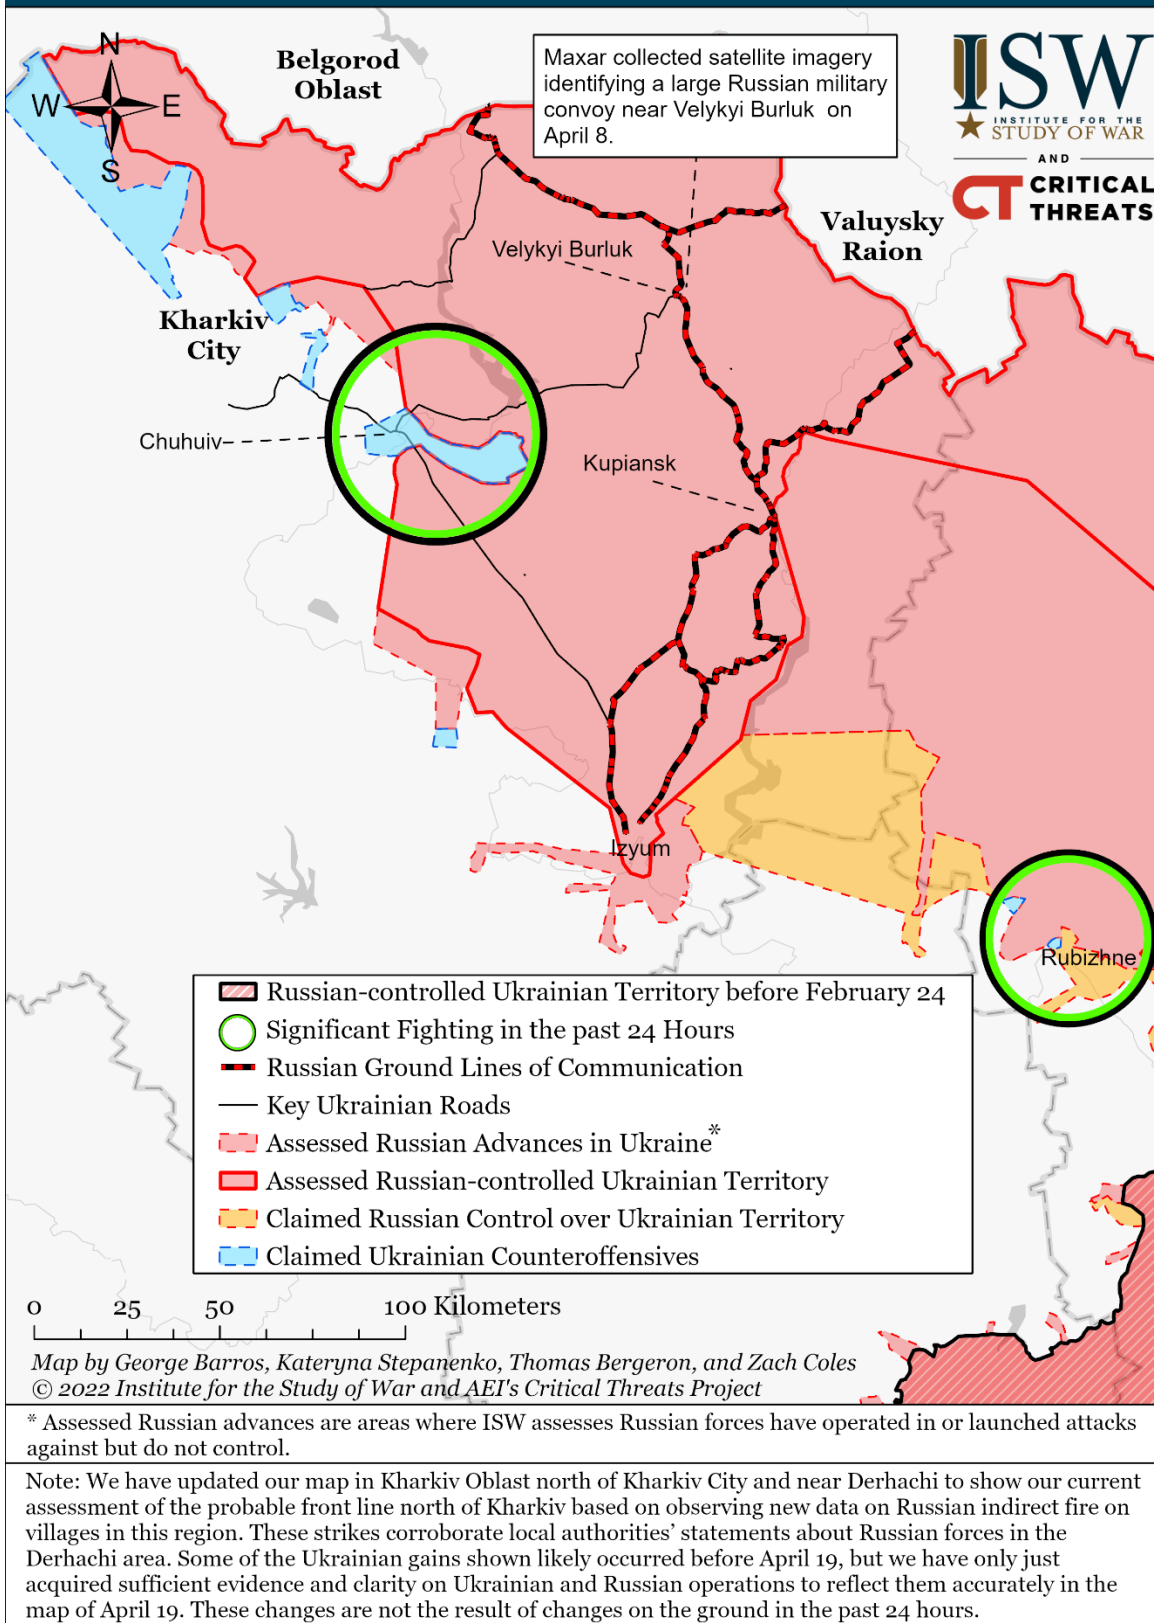 N
W E
S
Belgorod
Oblast
Maxar collected satellite imagery
identifying a large Russian military
convoy near Velykyi Burluk on
April 8.
ISW
INSTITUTE FOR THE
STUDY OF WAR
AND
CT CRITICAL
THREATS
Valuysky
Raion
Velykyi Burluk
Kharkiv
City
Chuhuiv
Kupiansk
Izyum
Rubizhne
Russian-controlled Ukrainian Territory before February 24
Significant Fighting in the past 24 Hours
Russian Ground Lines of Communication
Key Ukrainian Roads
Assessed Russian Advances in Ukraine*
Assessed Russian-controlled Ukrainian Territory
Claimed Russian Control over Ukrainian Territory
Claimed Ukrainian Counteroffensives
0 25 50 100 Kilometers
Map by George Barros, Kateryna Stepanenko, Thomas Bergeron, and Zach Coles
© 2022 Institute for the Study of War and AEI's Critical Threats Project
* Assessed Russian advances are areas where ISW assesses Russian forces have operated in or launched attacks
against but do not control.
Note: We have updated our map in Kharkiv Oblast north of Kharkiv City and near Derhachi to show our current
assessment of the probable front line north of Kharkiv based on observing new data on Russian indirect fire on
villages in this region. These strikes corroborate local authorities’ statements about Russian forces in the
Derhachi area. Some of the Ukrainian gains shown likely occurred before April 19, but we have only just
acquired sufficient evidence and clarity on Ukrainian and Russian operations to reflect them accurately in the
map of April 19. These changes are not the result of changes on the ground in the past 24 hours.